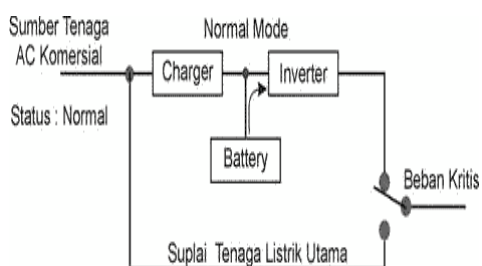 Sumber Tenaga
AC Komersial
Normal Mode
Charger
Inverter
Status : Normal
Battery
Beban Kritis
Suplai Tenaga Listrik Utama